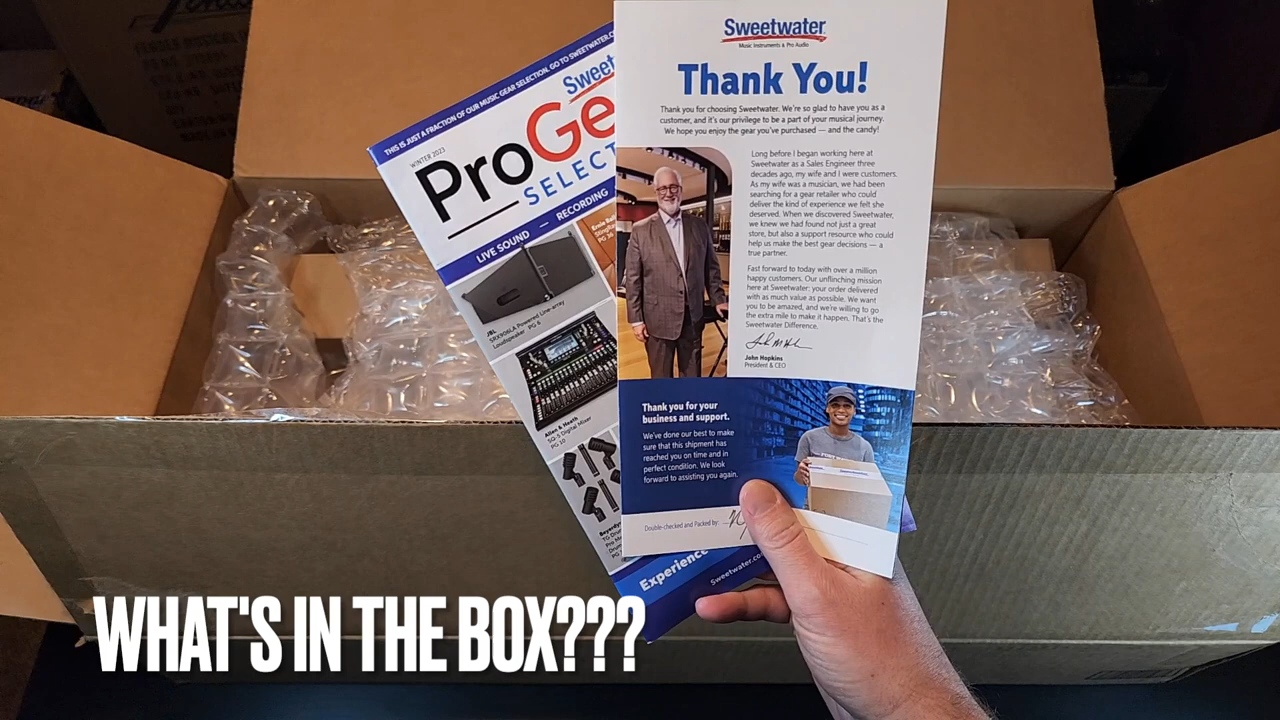 THIS IS JUST A FRACTION OF OUR MUSIC GEAR SELECTION. GO TO SWEETWATER.C
WINTER 2023
Sweet
ProGe
SELECT
LIVE SOUND — RECORDING
Ernie Ball
StingRay
JBL
SRX906LA Powered Line-array
Loudspeaker PG 6
Allen & Heath
SQ-5 Digital Mixer
PG 10
Experience
Sweetwater.co
Sweetwater
Music Instruments & Pro Audio
Thank You!
Thank you for choosing Sweetwater. We're so glad to have you as a
customer, and it's our privilege to be a part of your musical journey.
We hope you enjoy the gear you've purchased — and the candy!
Long before I began working here at
Sweetwater as a Sales Engineer three
decades ago, my wife and I were customers.
As my wife was a musician, we had been
searching for a gear retailer who could
deliver the kind of experience we felt she
deserved. When we discovered Sweetwater,
we knew we had found not just a great
store, but also a support resource who could
help us make the best gear decisions — a
true partner.
Fast forward to today with over a million
happy customers. Our unflinching mission
here at Sweetwater: your order delivered
with as much value as possible. We want
you to be amazed, and we're willing to go
the extra mile to make it happen. That's the
Sweetwater Difference.
John Hopkins
President & CEO
Thank you for your
business and support.
We've done our best to make
sure that this shipment has
reached you on time and in
perfect condition. We look
forward to assisting you again.
Double-checked and Packed by:
WHAT'S IN THE BOX???